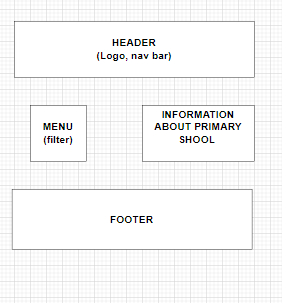 HEADER
(Logo, nav bar)
MENU
(filter)
INFORMATION
ABOUT PRIMARY
SHOOL
FOOTER